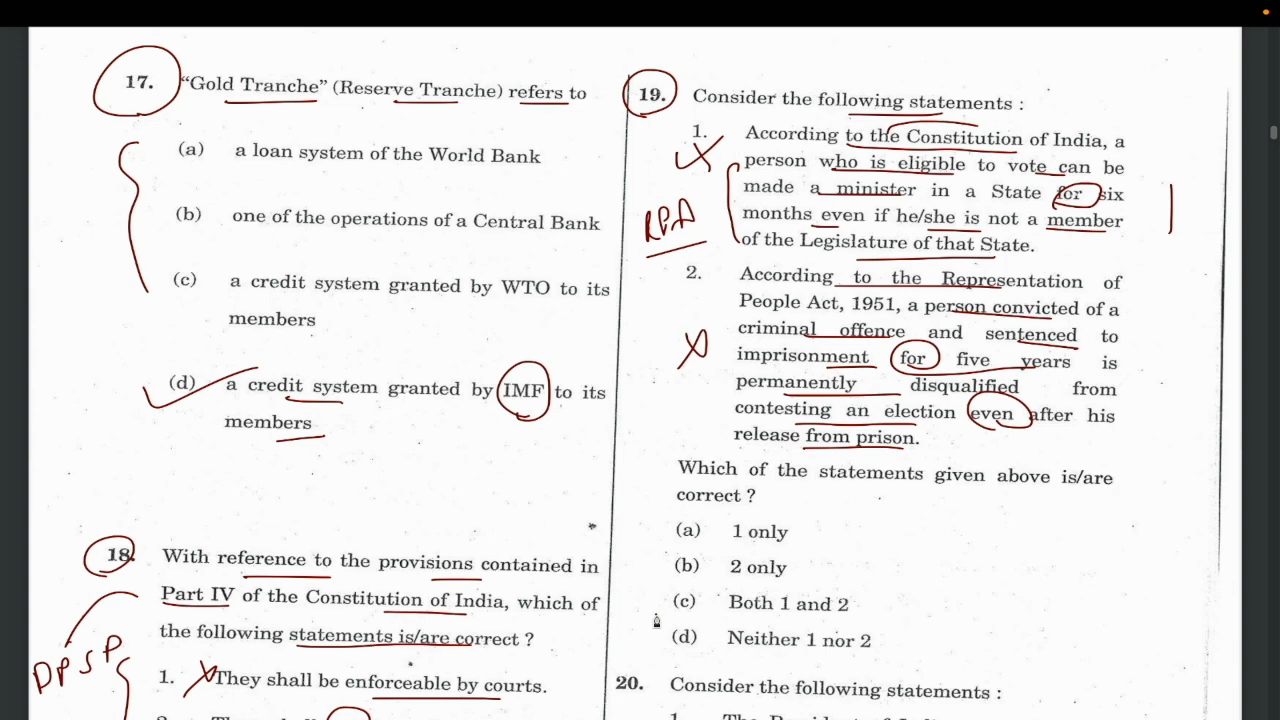 17. "Gold Tranche" (Reserve Tranche) refers to
(a) a loan system of the World Bank
(b) one of the operations of a Central Bank
(c) a credit system granted by WTO to its
members
(d) a credit system granted by IMF to its
members
18. With reference to the provisions contained in
Part IV of the Constitution of India, which of
the following statements is/are correct ?
DPSP
1. They shall be enforceable by courts.
19. Consider the following statements :
1. According to the Constitution of India, a
person who is eligible to vote can be
made a minister in a State for six
months even if he/she is not a member
of the Legislature of that State.
RPA
2. According to the Representation of
People Act, 1951, a person convicted of a
criminal offence and sentenced to
imprisonment for five years is
permanently disqualified from
contesting an election even after his
release from prison.
Which of the statements given above is/are
correct ?
(a) 1 only
(b) 2 only
(c) Both 1 and 2
(d) Neither 1 nor 2
20. Consider the following statements :